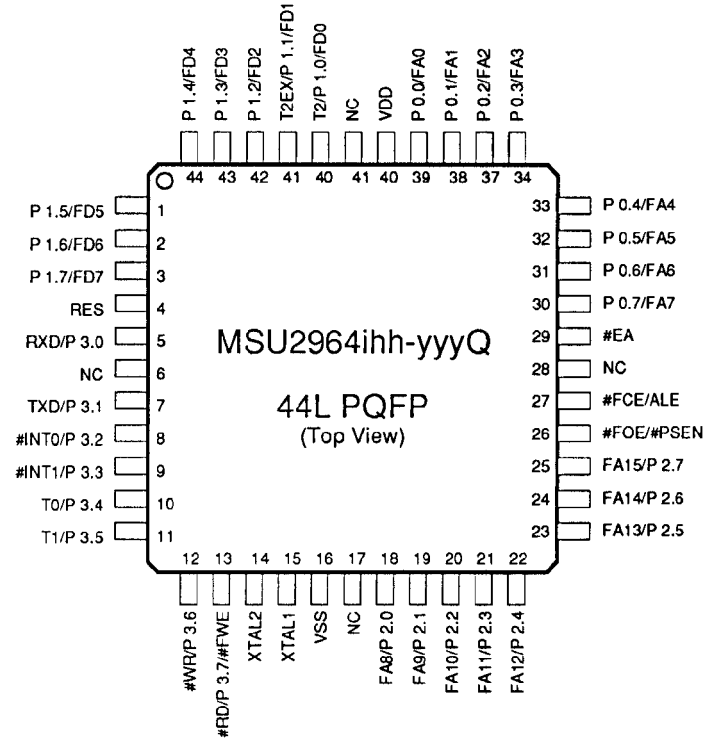 P 1.4/FD4
P 1.3/FD3
P 1.2/FD2
T2EX/P 1.1/FD1
T2/P 1.0/FD0
NC
VDD
P 0.0/FA0
P 0.1/FA1
P 0.2/FA2
P 0.3/FA3
44 43 42 41 40 41 40 39 38 37 34
P 1.5/FD5 1
P 1.6/FD6 2
P 1.7/FD7 3
RES 4
RXD/P 3.0 5
NC 6
TXD/P 3.1 7
#INT0/P 3.2 8
#INT1/P 3.3 9
T0/P 3.4 10
T1/P 3.5 11
MSU2964ihh-yyyQ
44L PQFP
(Top View)
33 P 0.4/FA4
32 P 0.5/FA5
31 P 0.6/FA6
30 P 0.7/FA7
29 #EA
28 NC
27 #FCE/ALE
26 #FOE/#PSEN
25 FA15/P 2.7
24 FA14/P 2.6
23 FA13/P 2.5
12 13 14 15 16 17 18 19 20 21 22
#WR/P 3.6
#RD/P 3.7/#FWE
XTAL2
XTAL1
VSS
NC
FA8/P 2.0
FA9/P 2.1
FA10/P 2.2
FA11/P 2.3
FA12/P 2.4